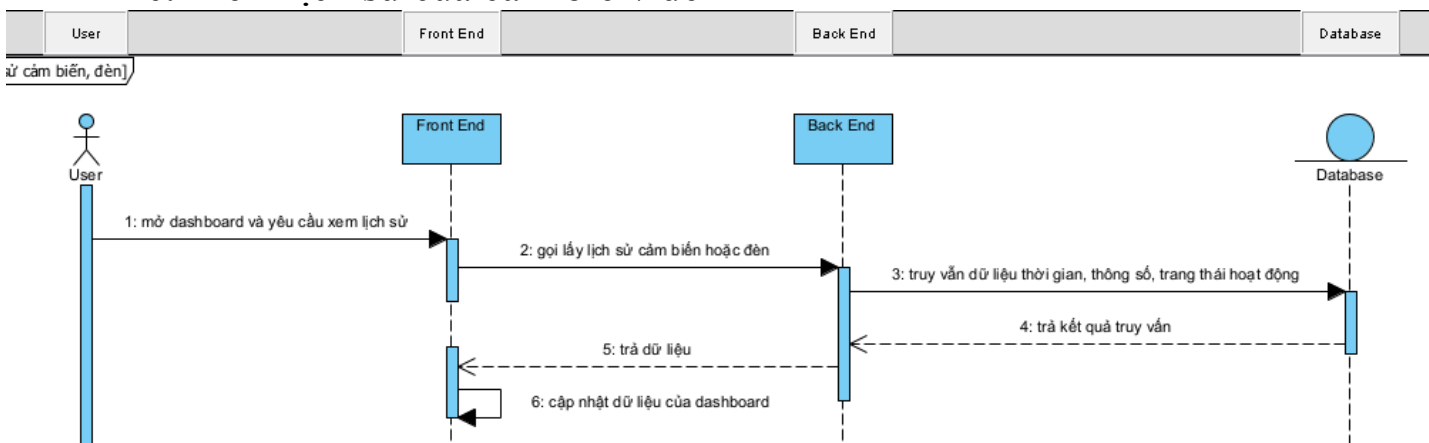 User Front End Back End Database
sử cảm biến, đèn]
Front End Back End
User Database
1: mở dashboard và yêu cầu xem lịch sử
2: gọi lấy lịch sử cảm biến hoặc đèn
3: truy vấn dữ liệu thời gian, thông số, trang thái hoạt động
4: trả kết quả truy vấn
5: trả dữ liệu
6: cập nhật dữ liệu của dashboard